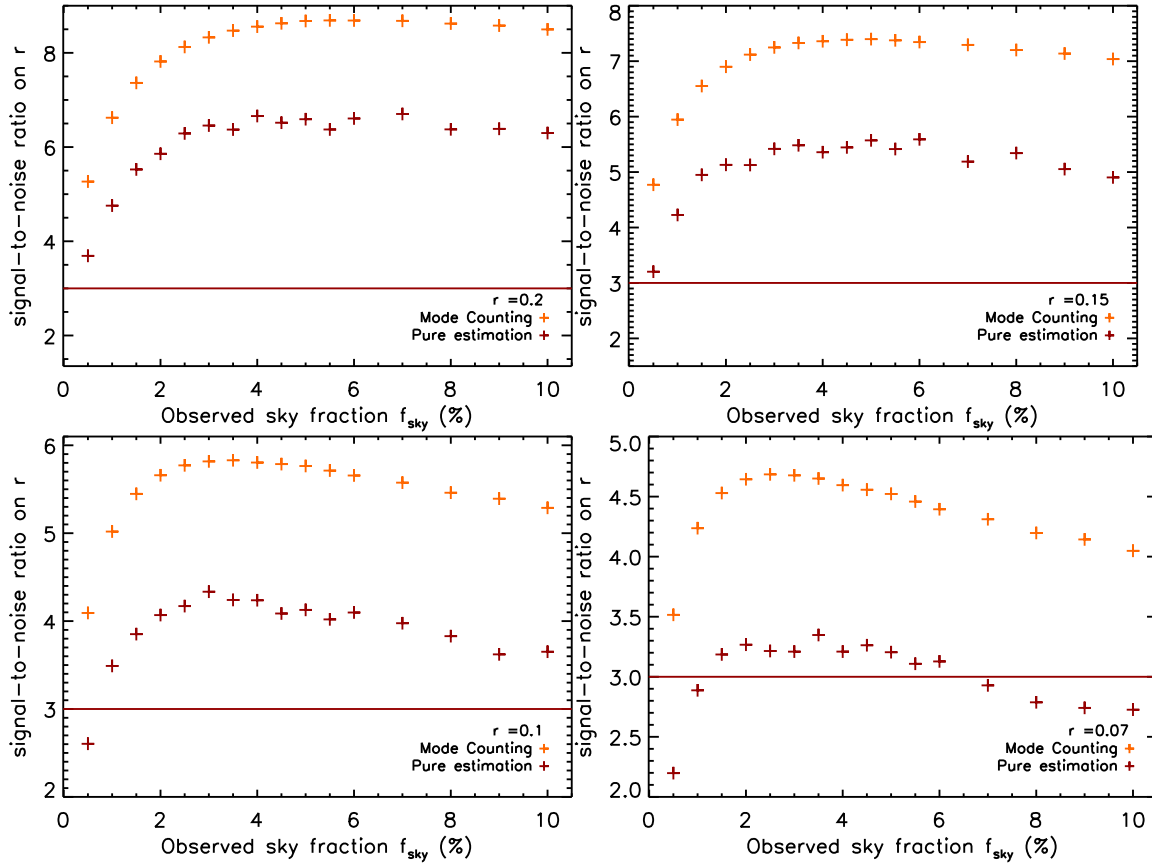 signal-to-noise ratio on r
8
6
4
2
r =0.2
Mode Counting
Pure estimation
0 2 4 6 8 10
Observed sky fraction fsky (%)
signal-to-noise ratio on r
8
7
6
5
4
3
2
r =0.15
Mode Counting
Pure estimation
0 2 4 6 8 10
Observed sky fraction fsky (%)
signal-to-noise ratio on r
6
5
4
3
2
r =0.1
Mode Counting
Pure estimation
0 2 4 6 8 10
Observed sky fraction fsky (%)
signal-to-noise ratio on r
5.0
4.5
4.0
3.5
3.0
2.5
2.0
r =0.07
Mode Counting
Pure estimation
0 2 4 6 8 10
Observed sky fraction fsky (%)